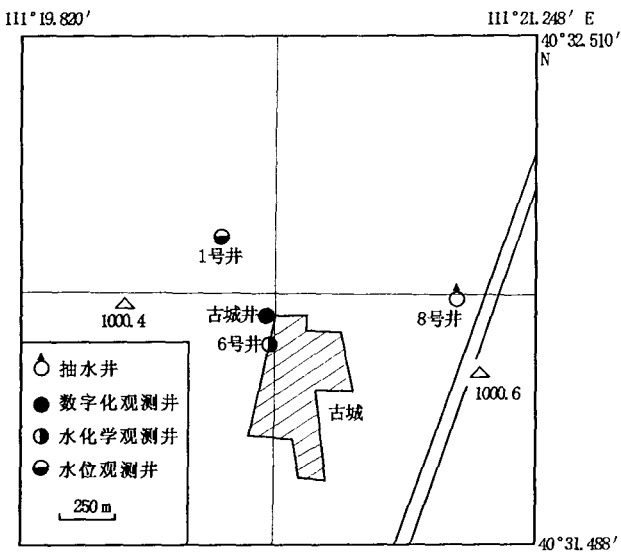 111°19.820′
111°21.248′ E
40°32.510′
N
1号井
1000.4
古城井
8号井
6号井
1000.6
古城
抽水井
数字化观测井
水化学观测井
水位观测井
250 m
40°31.488′